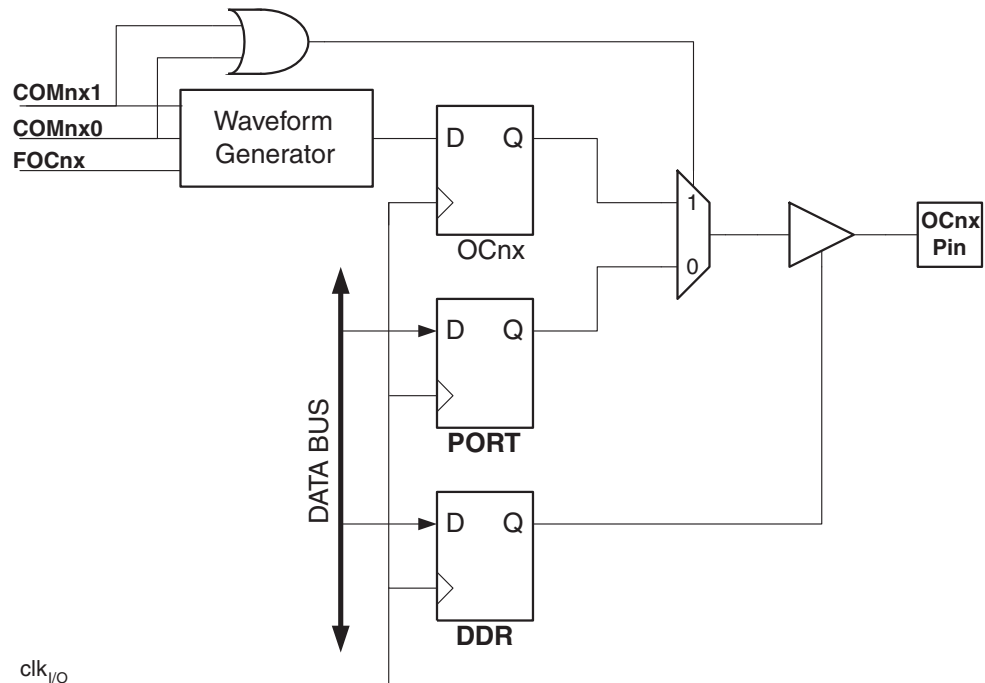 COMnx1
COMnx0
FOCnx
Waveform
Generator
D Q
OCnx
1
0
OCnx
Pin
D Q
PORT
DATA BUS
D Q
DDR
clkI/O